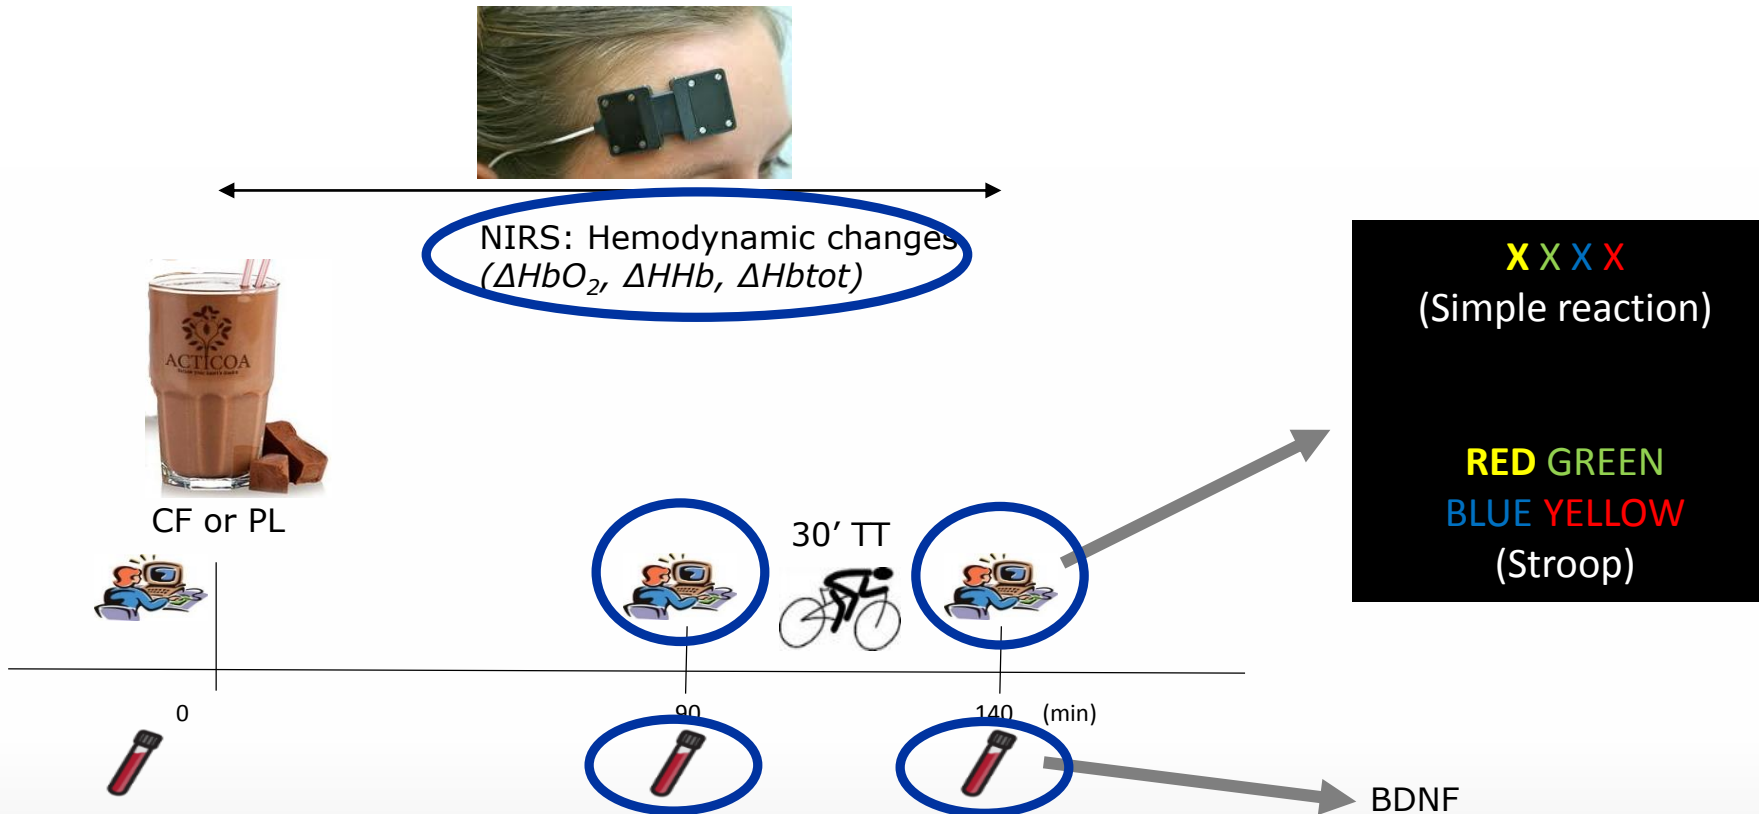 NIRS: Hemodynamic changes
(ΔHbO₂, ΔHHb, ΔHbtot)
ACTICOA
CF or PL
30’ TT
X X X X
(Simple reaction)
RED GREEN
BLUE YELLOW
(Stroop)
0
90
140 (min)
BDNF